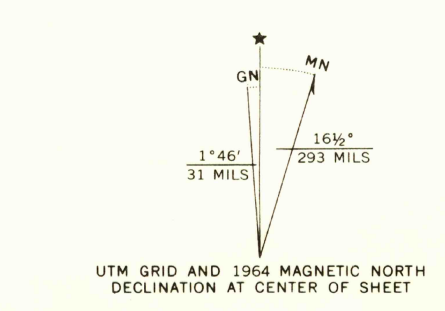 ★
GN
MN
1°46′
31 MILS
16½°
293 MILS
UTM GRID AND 1964 MAGNETIC NORTH
DECLINATION AT CENTER OF SHEET